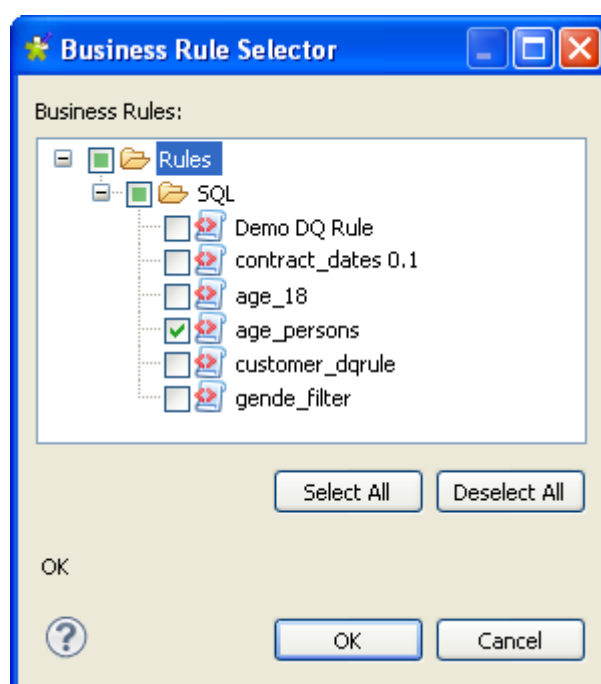 Business Rule Selector
Business Rules:
Rules
SQL
Demo DQ Rule
contract_dates 0.1
age_18
age_persons
customer_dqrule
gende_filter
Select All Deselect All
OK
? OK Cancel